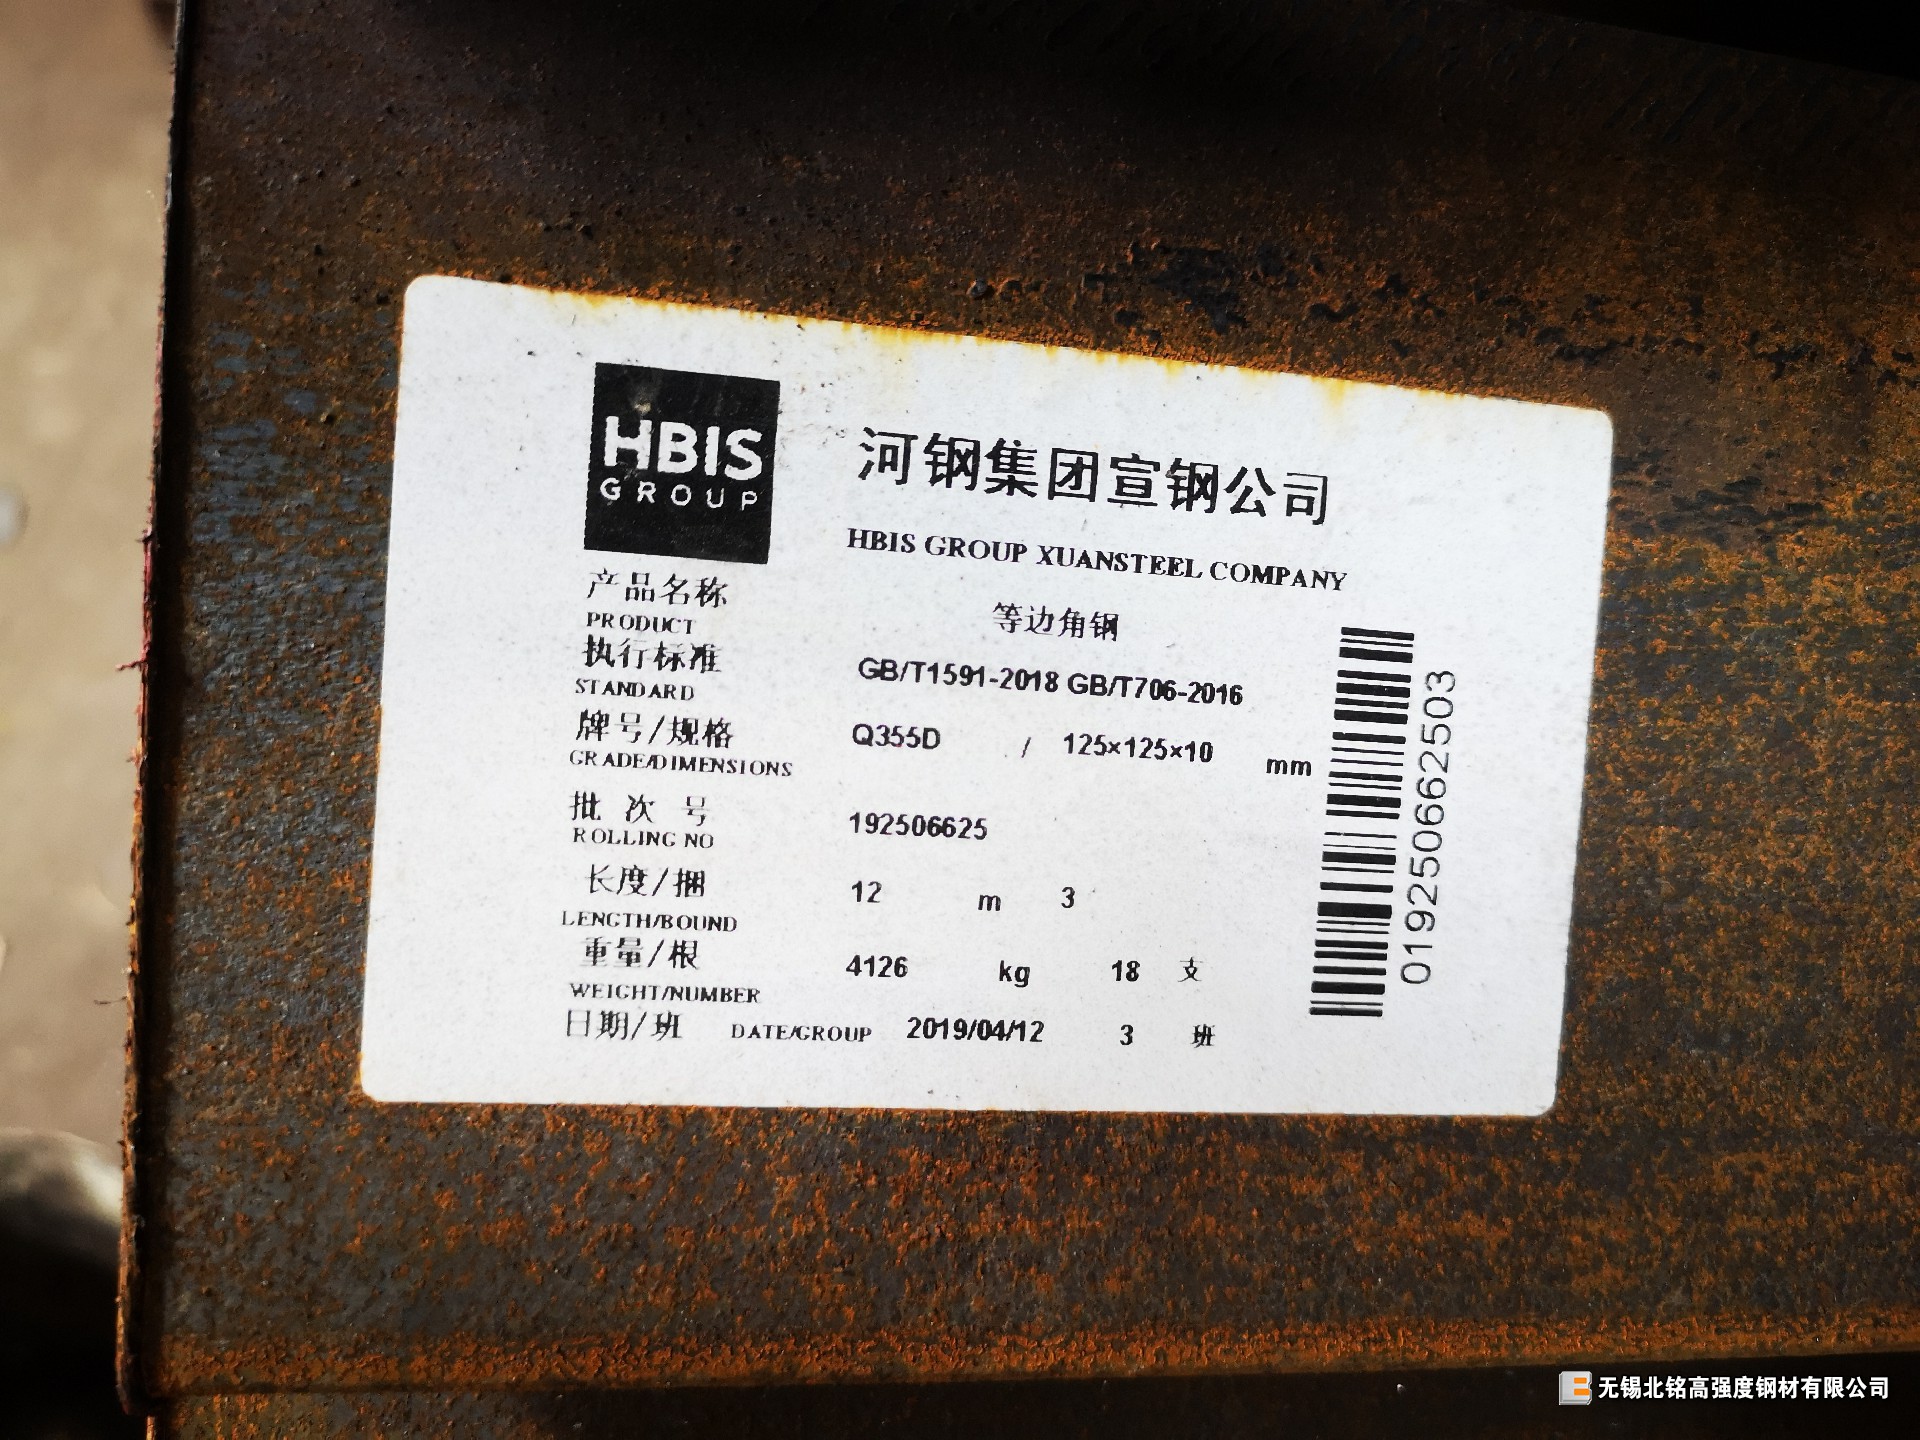 HBIS
GROUP
河钢集团宣钢公司
HBIS GROUP XUANSTEEL COMPANY
产品名称 等边角钢
PRODUCT
执行标准 GB/T1591-2018 GB/T706-2016
STANDARD
牌号/规格 Q355D / 125×125×10 mm
GRADE/DIMENSIONS
批次号 192506625
ROLLING NO
长度/捆 12 m 3
LENGTH/BOUND
重量/根 4126 kg 18 支
WEIGHT/NUMBER
日期/班 DATE/GROUP 2019/04/12 3 班
01925066625503
无锡北铭高强度钢材有限公司